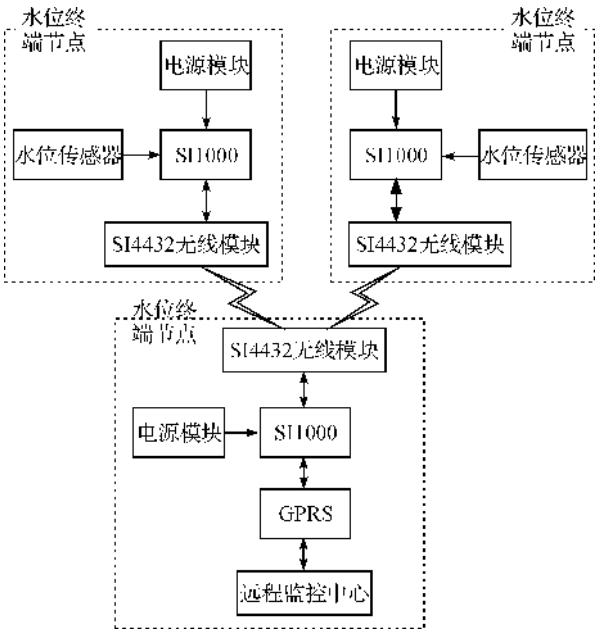 水位终
端节点
电源模块
水位传感器
SI1000
SI4432无线模块
水位终
端节点
电源模块
SI1000
水位传感器
SI4432无线模块
水位终
端节点
SI4432无线模块
电源模块
SI1000
GPRS
远程监控中心